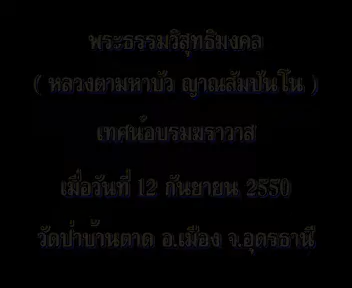 พระธรรมวิสุทธิมงคล
( หลวงตามหาบัว ญาณสัมปันโน )
เทศน์อบรมฆราวาส
เมื่อวันที่ 12 กันยายน 2550
วัดป่าบ้านตาด อ.เมือง จ.อุดรธานี